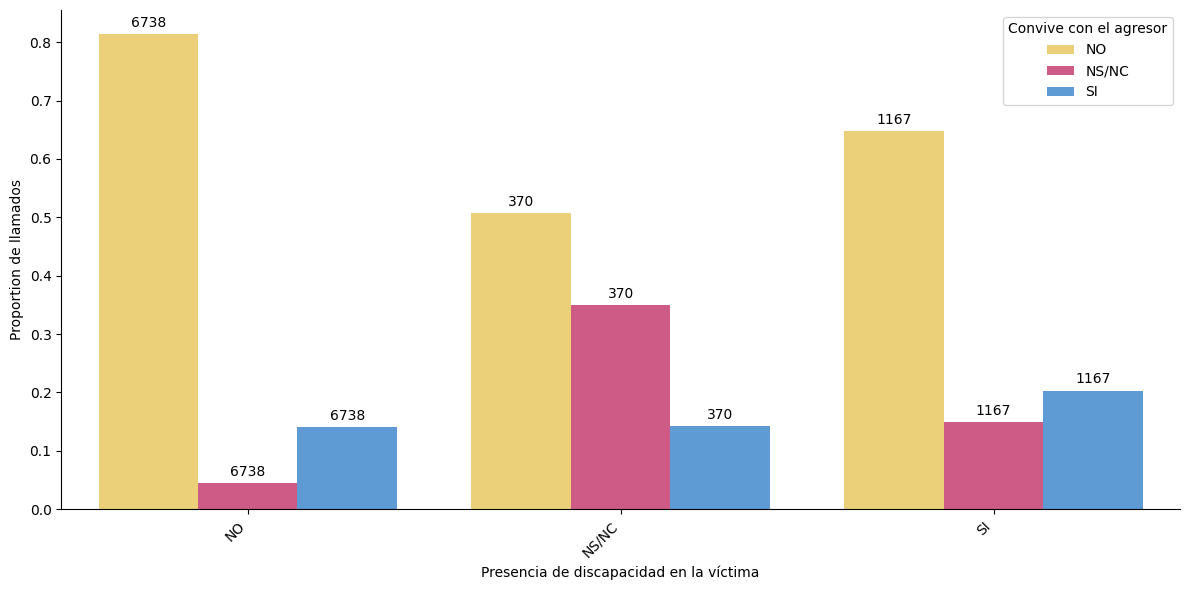 Convive con el agresor
NO
NS/NC
SI
Proportion de llamados
0.8
0.7
0.6
0.5
0.4
0.3
0.2
0.1
0.0
6738
6738
6738
370
370
370
1167
1167
1167
NO
NS/NC
SI
Presencia de discapacidad en la víctima